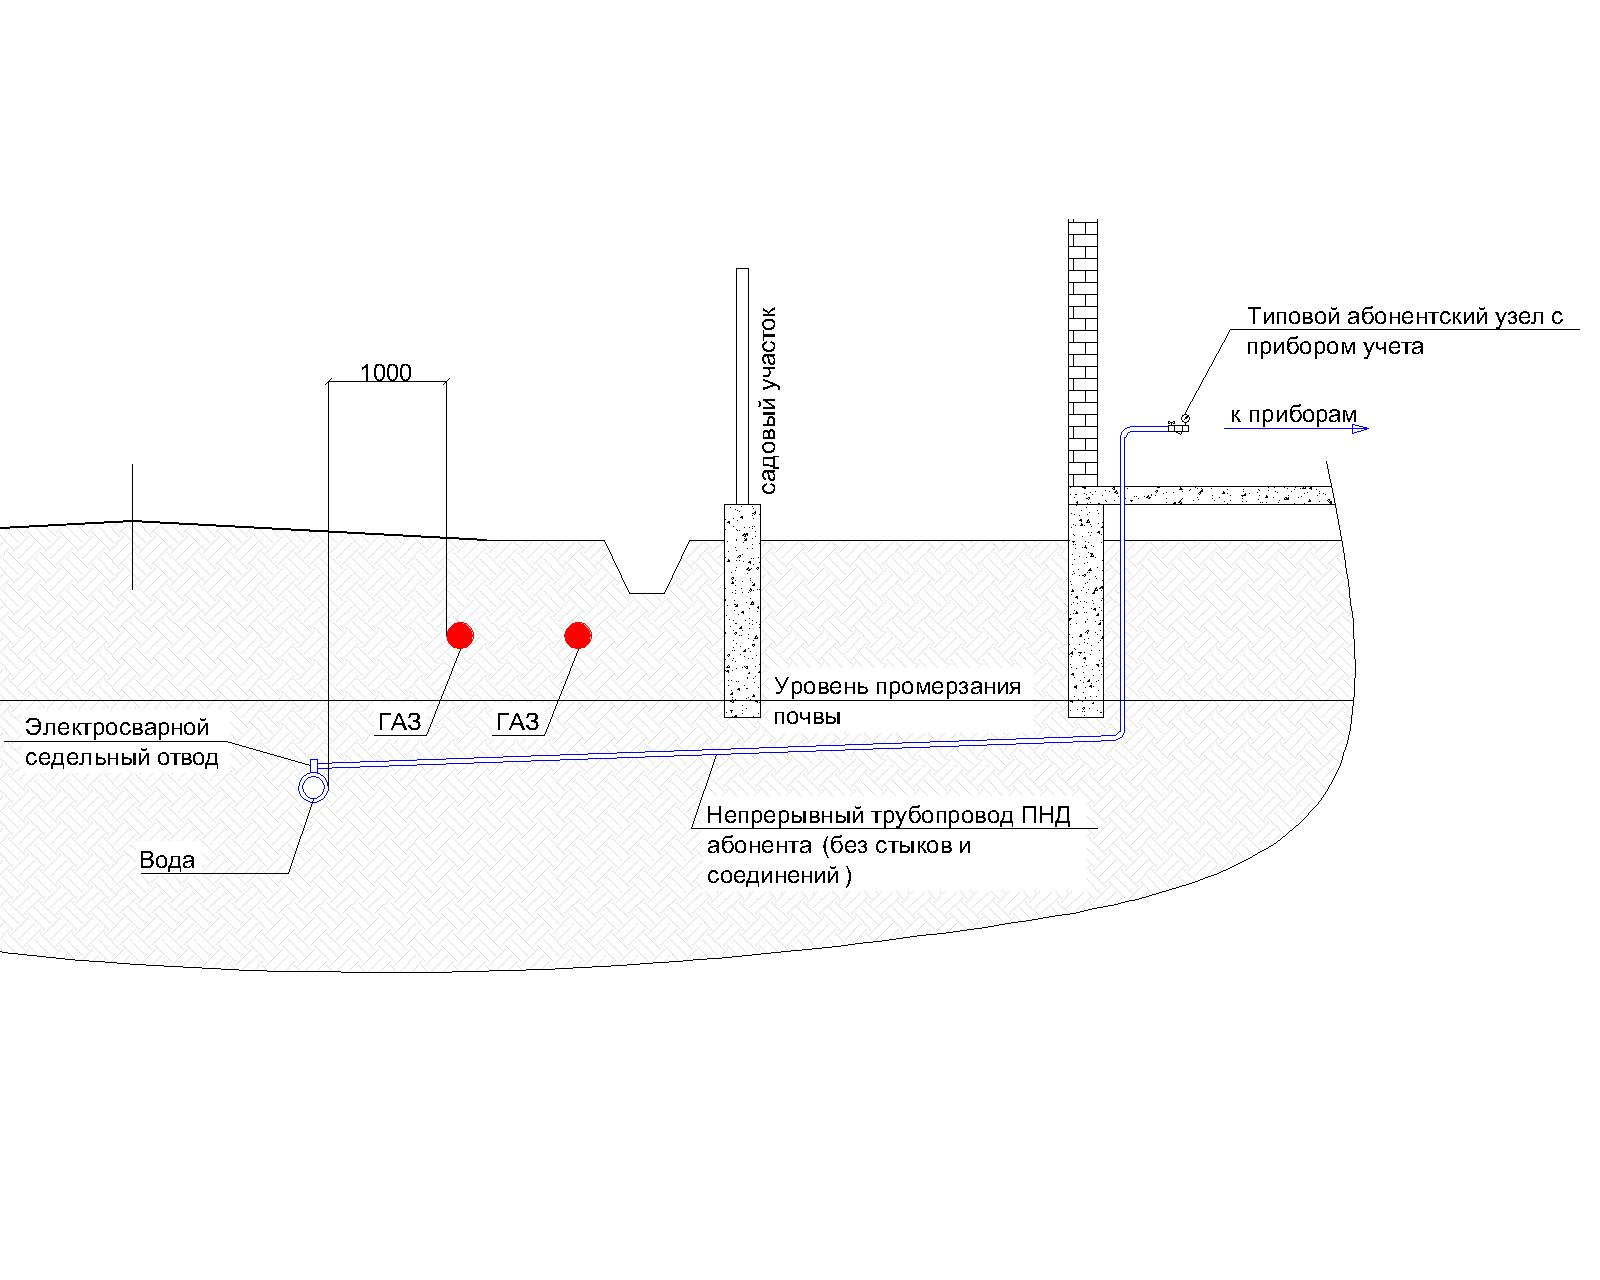 Типовой абонентский узел с
прибором учета
1000
садовый участок
к приборам
Уровень промерзания
почвы
ГАЗ
ГАЗ
Электросварной
седельный отвод
Непрерывный трубопровод ПНД
абонента (без стыков и
соединений)
Вода